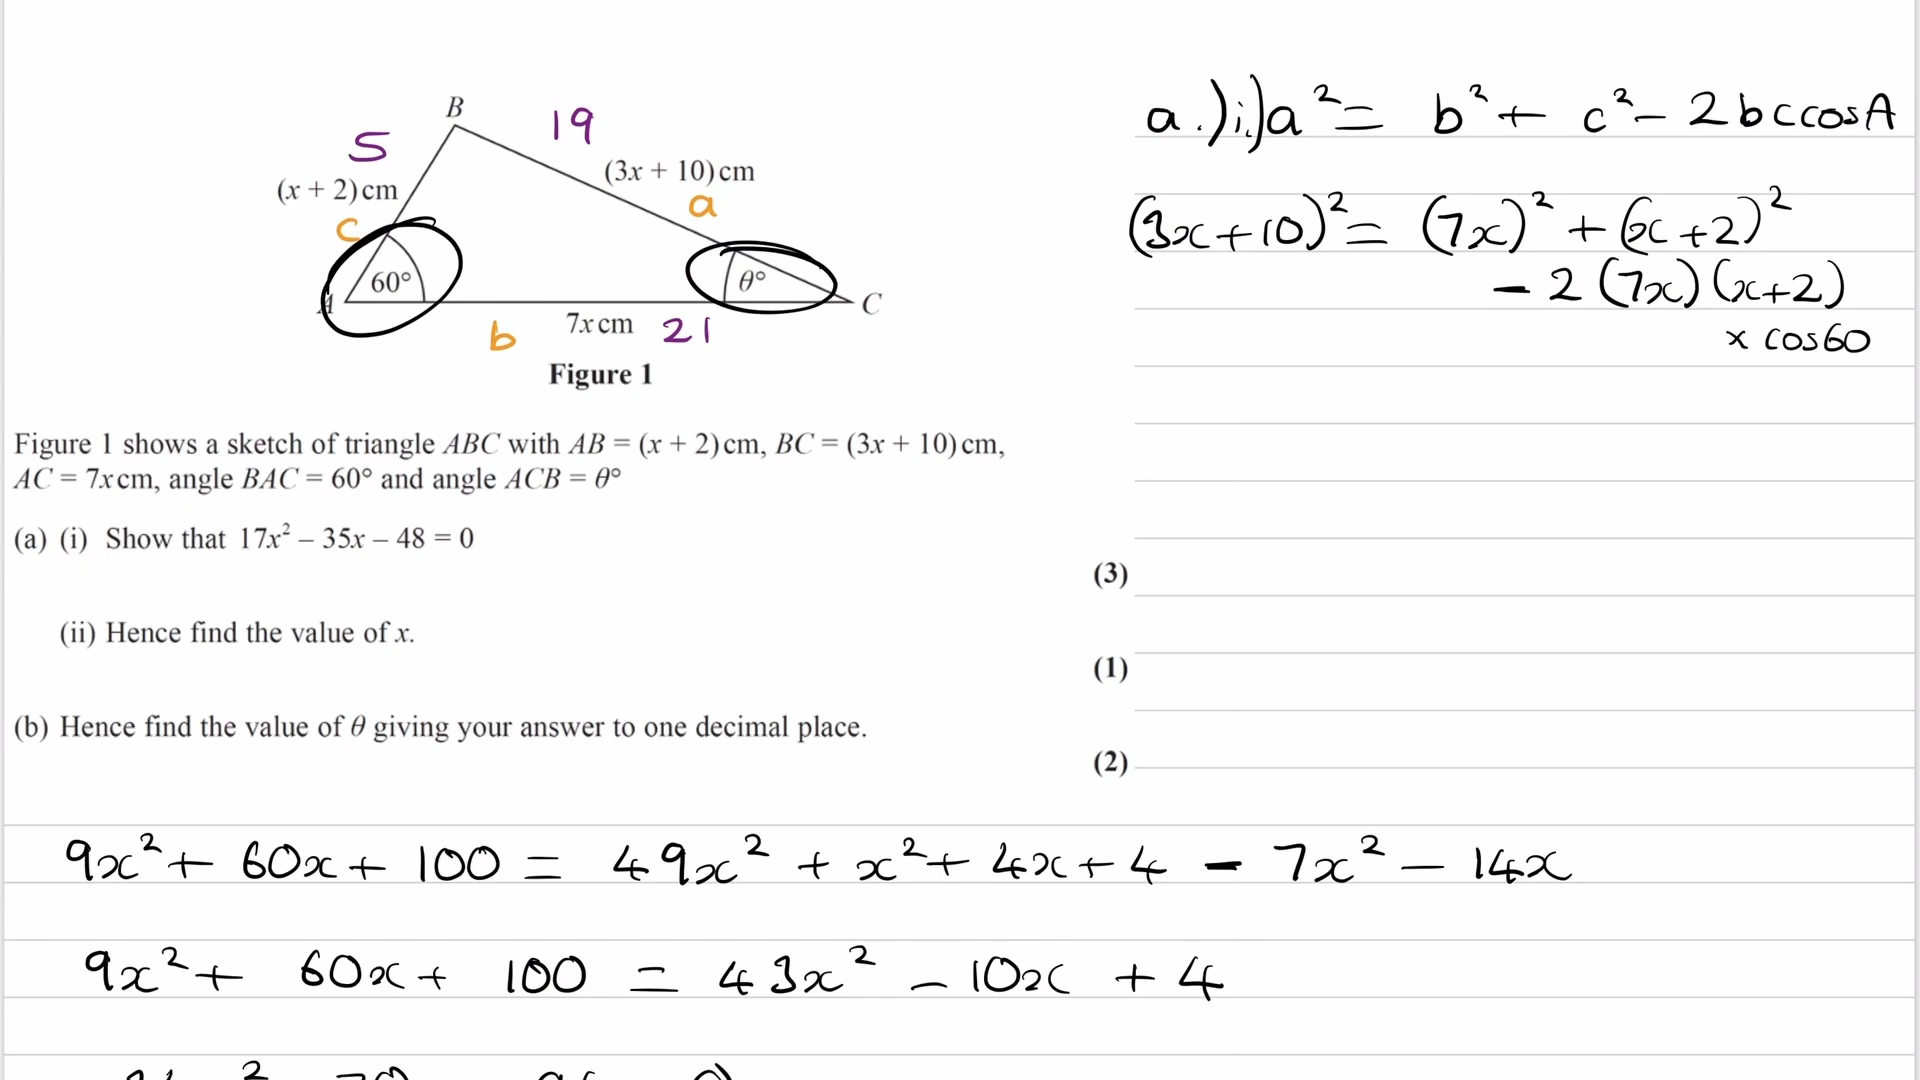 B
5
19
(x + 2) cm
(3x + 10) cm
c
a
60°
θ°
A
C
b
7x cm
21
Figure 1
Figure 1 shows a sketch of triangle ABC with AB = (x + 2) cm, BC = (3x + 10) cm,
AC = 7x cm, angle BAC = 60° and angle ACB = θ°
(a) (i) Show that 17x² – 35x – 48 = 0
(3)
(ii) Hence find the value of x.
(1)
(b) Hence find the value of θ giving your answer to one decimal place.
(2)
a.) i.) a² = b² + c² – 2bccosA
(3x+10)² = (7x)² + (x+2)²
– 2(7x)(x+2)
x cos60
9x² + 60x + 100 = 49x² + x² + 4x + 4 – 7x² – 14x
9x² + 60x + 100 = 43x² – 10x + 4